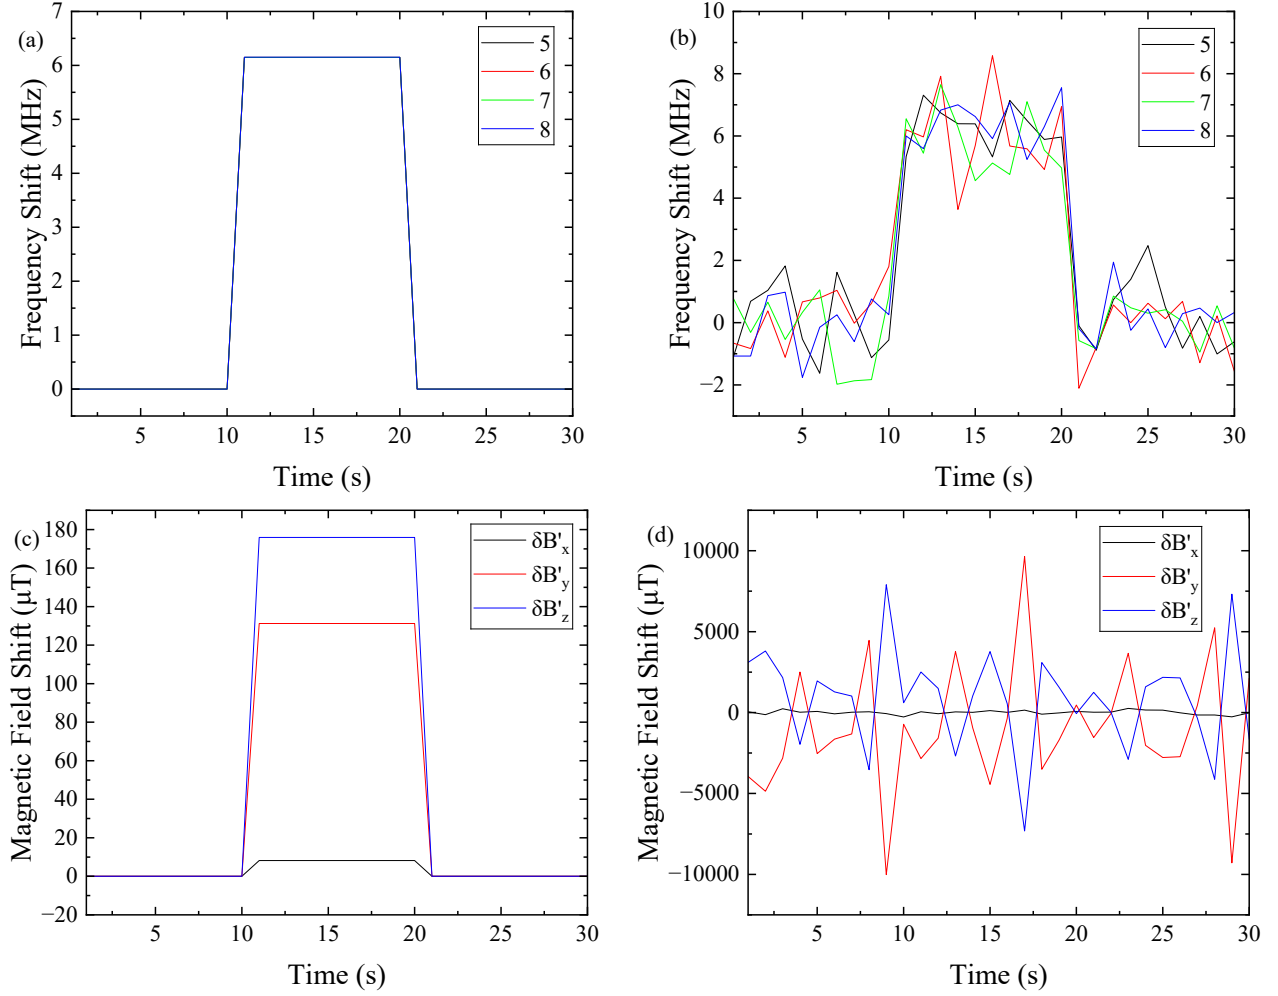 (a)
7
6
5
4
3
2
1
0
Frequency Shift (MHz)
5
6
7
8
5 10 15 20 25 30
Time (s)
(b)
10
8
6
4
2
0
−2
Frequency Shift (MHz)
5
6
7
8
5 10 15 20 25 30
Time (s)
(c)
180
160
140
120
100
80
60
40
20
0
−20
Magnetic Field Shift (μT)
δB'x
δB'y
δB'z
5 10 15 20 25 30
Time (s)
(d)
10000
5000
0
−5000
−10000
Magnetic Field Shift (μT)
δB'x
δB'y
δB'z
5 10 15 20 25 30
Time (s)